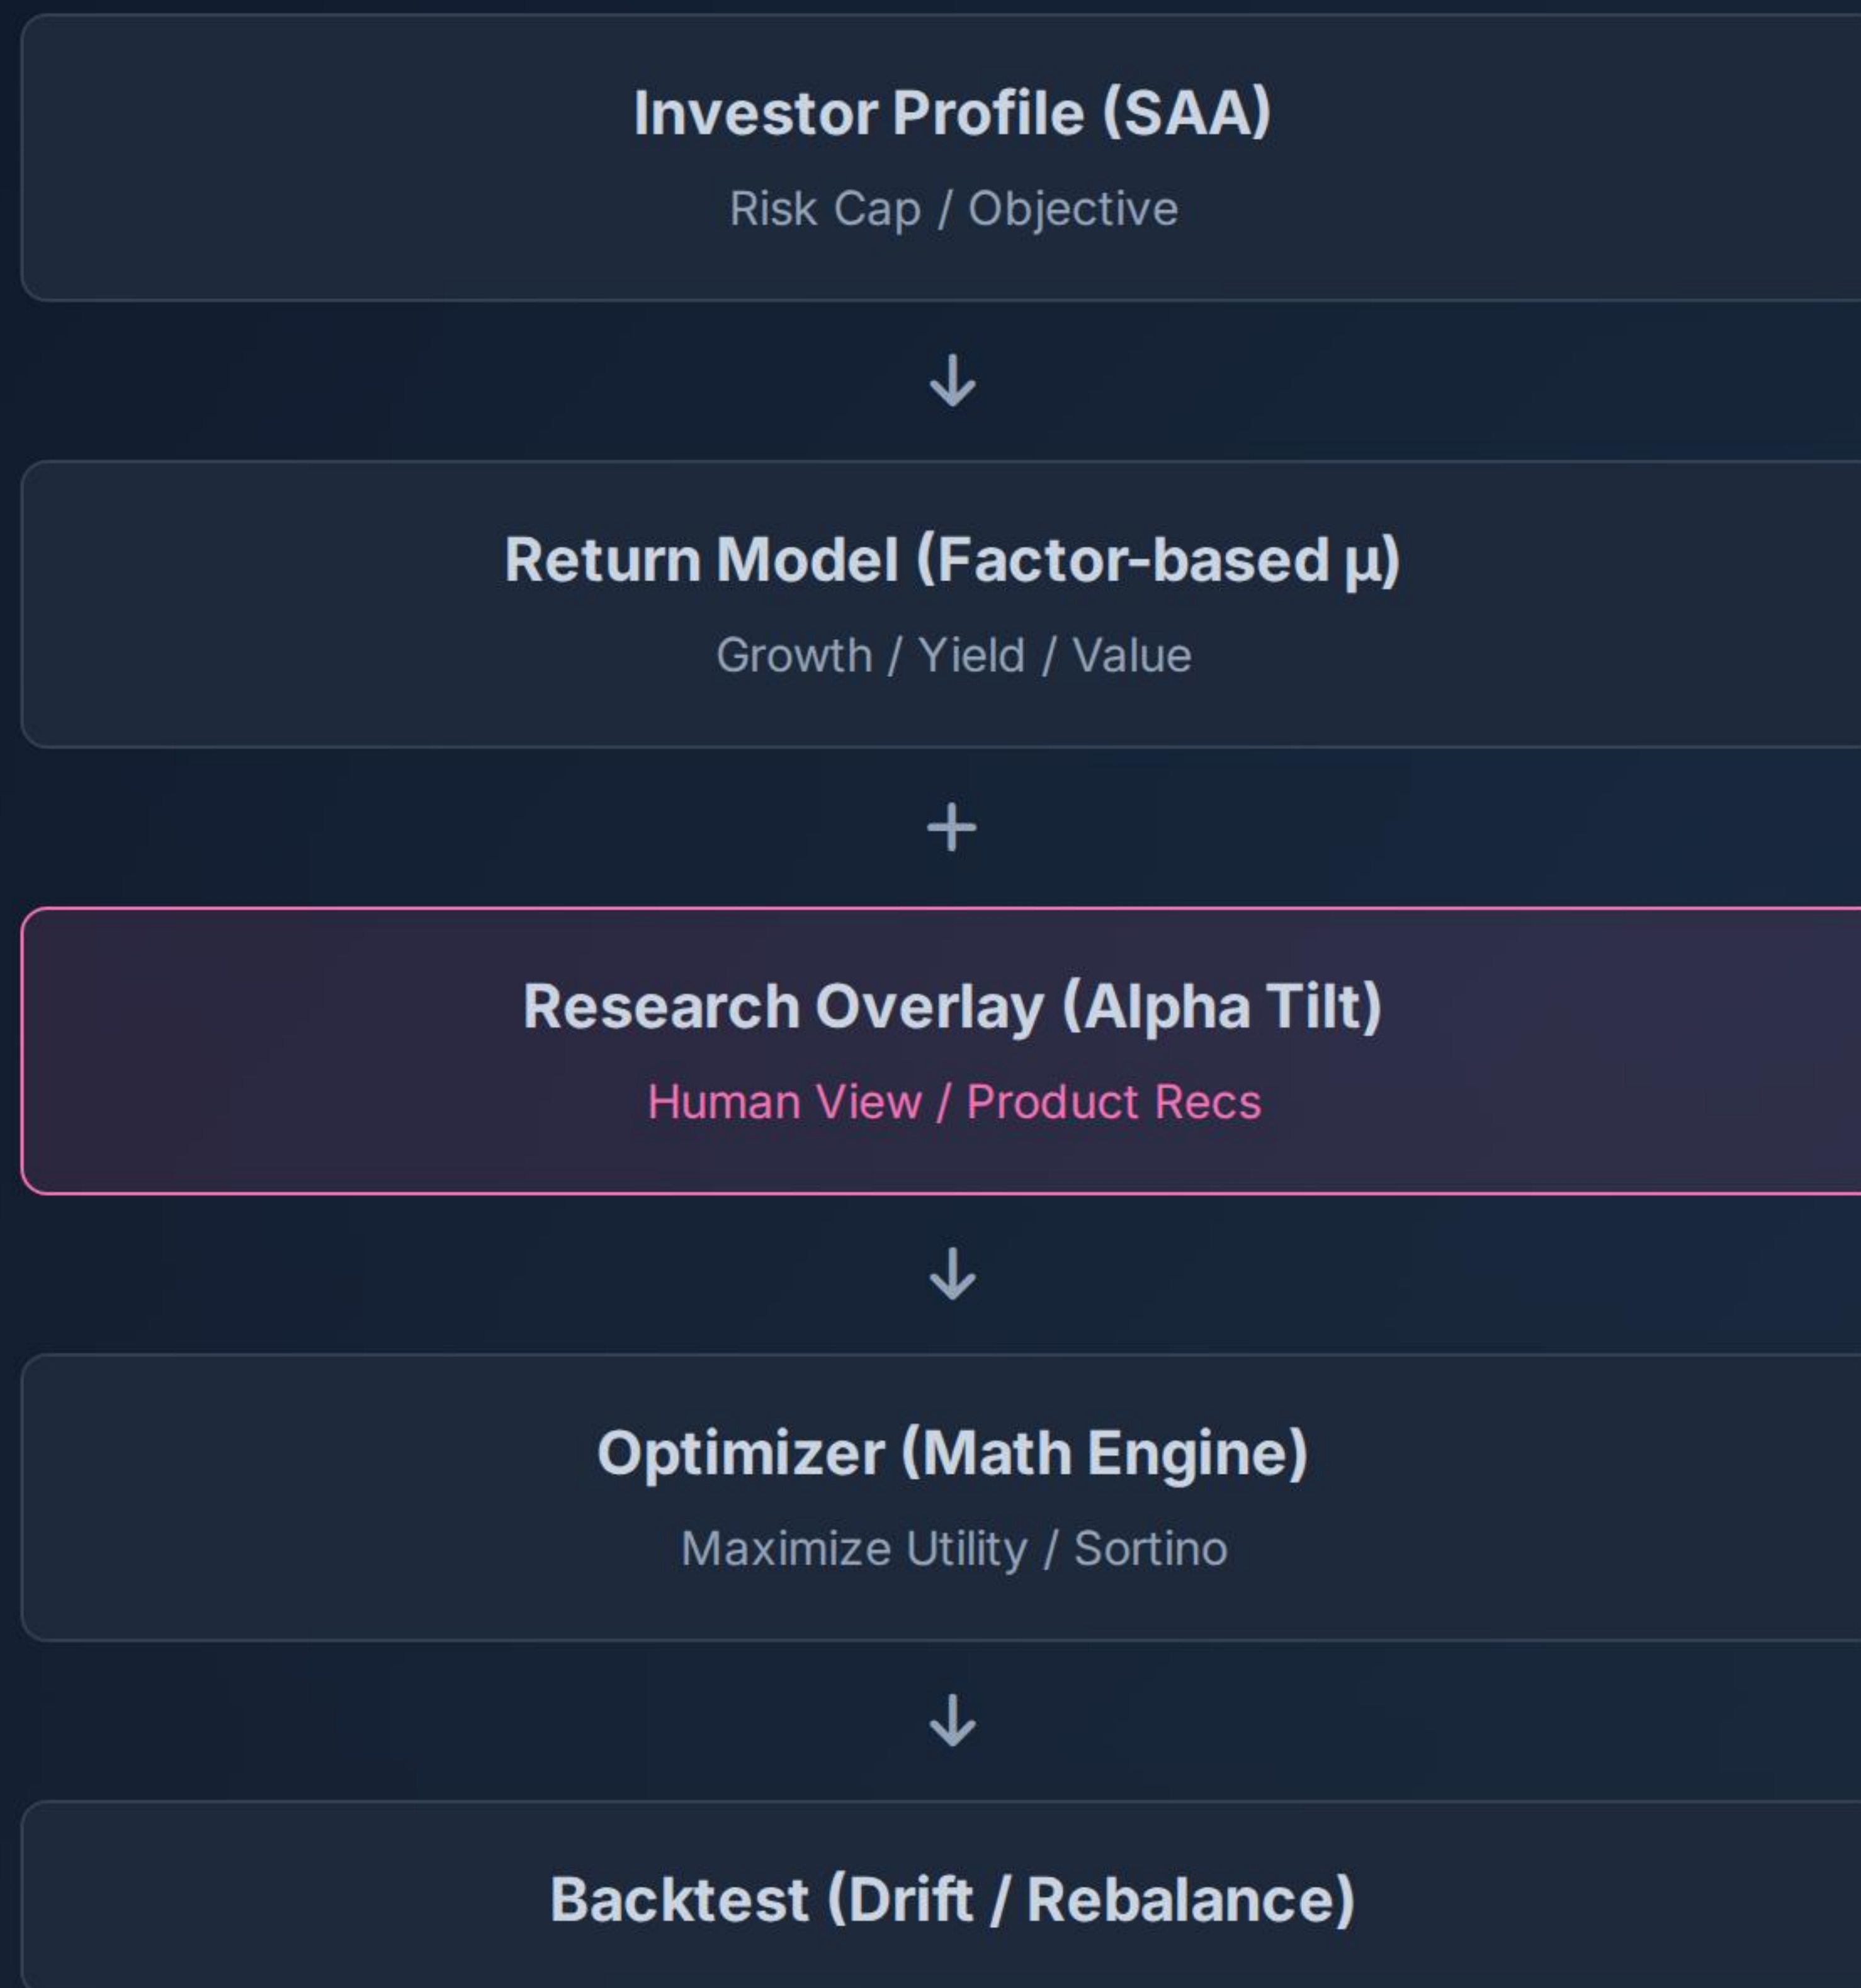 Investor Profile (SAA)
Risk Cap / Objective
Return Model (Factor-based µ)
Growth / Yield / Value
Research Overlay (Alpha Tilt)
Human View / Product Recs
Optimizer (Math Engine)
Maximize Utility / Sortino
Backtest (Drift / Rebalance)